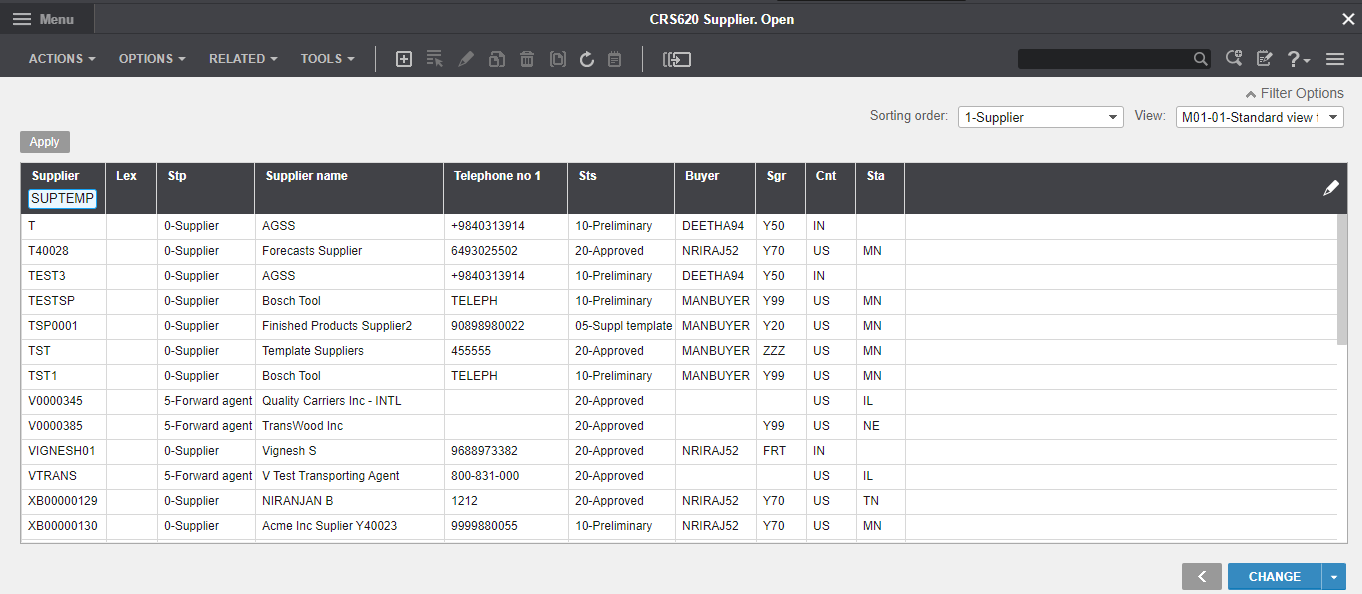 Menu
CRS620 Supplier. Open
ACTIONS OPTIONS RELATED TOOLS
?
Filter Options
Sorting order: 1-Supplier View: M01-01-Standard view
Apply
Supplier Lex Stp Supplier name Telephone no 1 Sts Buyer Sgr Cnt Sta
SUPTEMP
T 0-Supplier AGSS +9840313914 10-Preliminary DEETHA94 Y50 IN
T40028 0-Supplier Forecasts Supplier 6493025502 20-Approved NRIRAJ52 Y70 US MN
TEST3 0-Supplier AGSS +9840313914 10-Preliminary DEETHA94 Y50 IN
TESTSP 0-Supplier Bosch Tool TELEPH 10-Preliminary MANBUYER Y99 US MN
TSP0001 0-Supplier Finished Products Supplier2 90898980022 05-Suppl template MANBUYER Y20 US MN
TST 0-Supplier Template Suppliers 455555 20-Approved MANBUYER ZZZ US MN
TST1 0-Supplier Bosch Tool TELEPH 10-Preliminary MANBUYER Y99 US MN
V0000345 5-Forward agent Quality Carriers Inc - INTL 20-Approved US IL
V0000385 5-Forward agent TransWood Inc 20-Approved Y99 US NE
VIGNESH01 0-Supplier Vignesh S 9688973382 20-Approved NRIRAJ52 FRT IN
VTRANS 5-Forward agent V Test Transporting Agent 800-831-000 20-Approved US IL
XB00000129 0-Supplier NIRANJAN B 1212 20-Approved NRIRAJ52 Y70 US TN
XB00000130 0-Supplier Acme Inc Suplier Y40023 9999880055 10-Preliminary NRIRAJ52 Y70 US MN
CHANGE